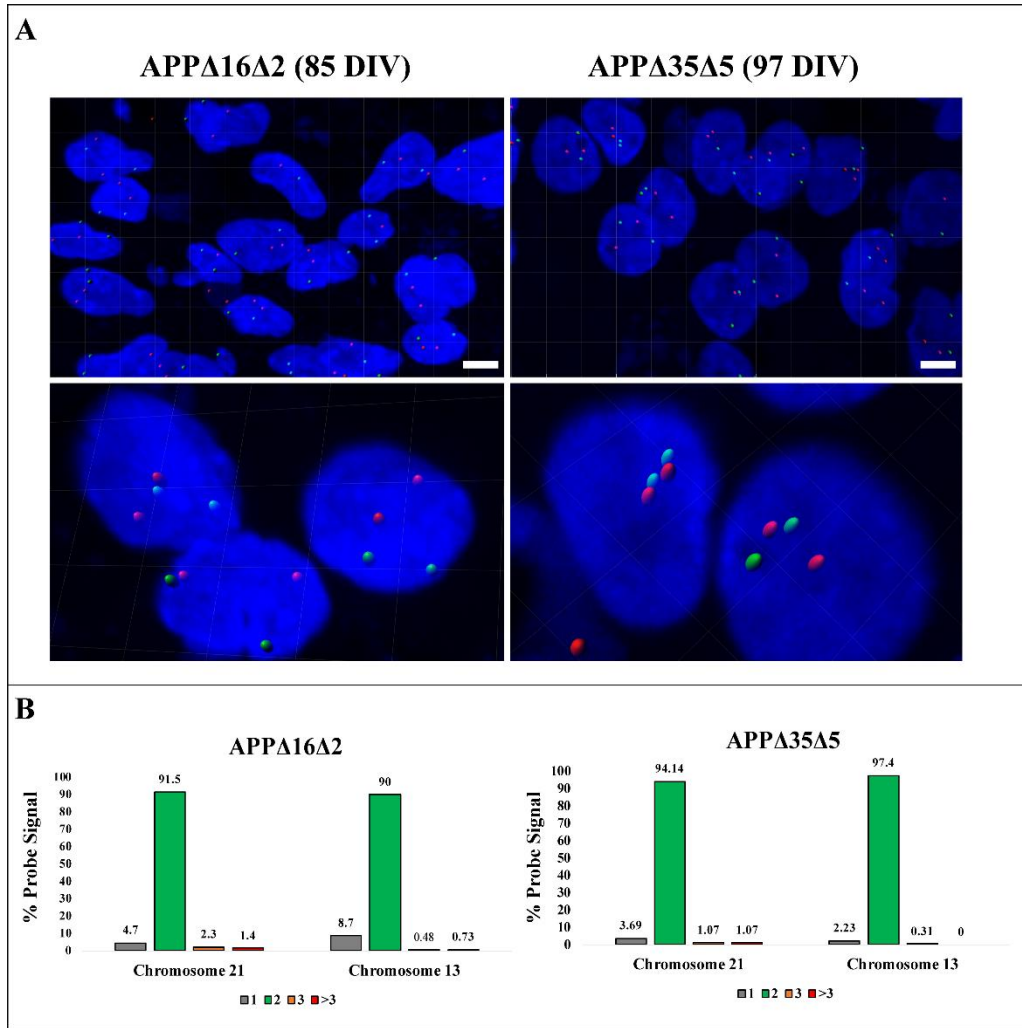 A
APPΔ16Δ2 (85 DIV)
APPΔ35Δ5 (97 DIV)
B
APPΔ16Δ2
% Probe Signal
100
90
80
70
60
50
40
30
20
10
0
4.7
91.5
2.3
1.4
8.7
90
0.48
0.73
Chromosome 21
Chromosome 13
1 2 3 >3
APPΔ35Δ5
% Probe Signal
100
90
80
70
60
50
40
30
20
10
0
3.69
94.14
1.07
1.07
2.23
97.4
0.31
0
Chromosome 21
Chromosome 13
1 2 3 >3